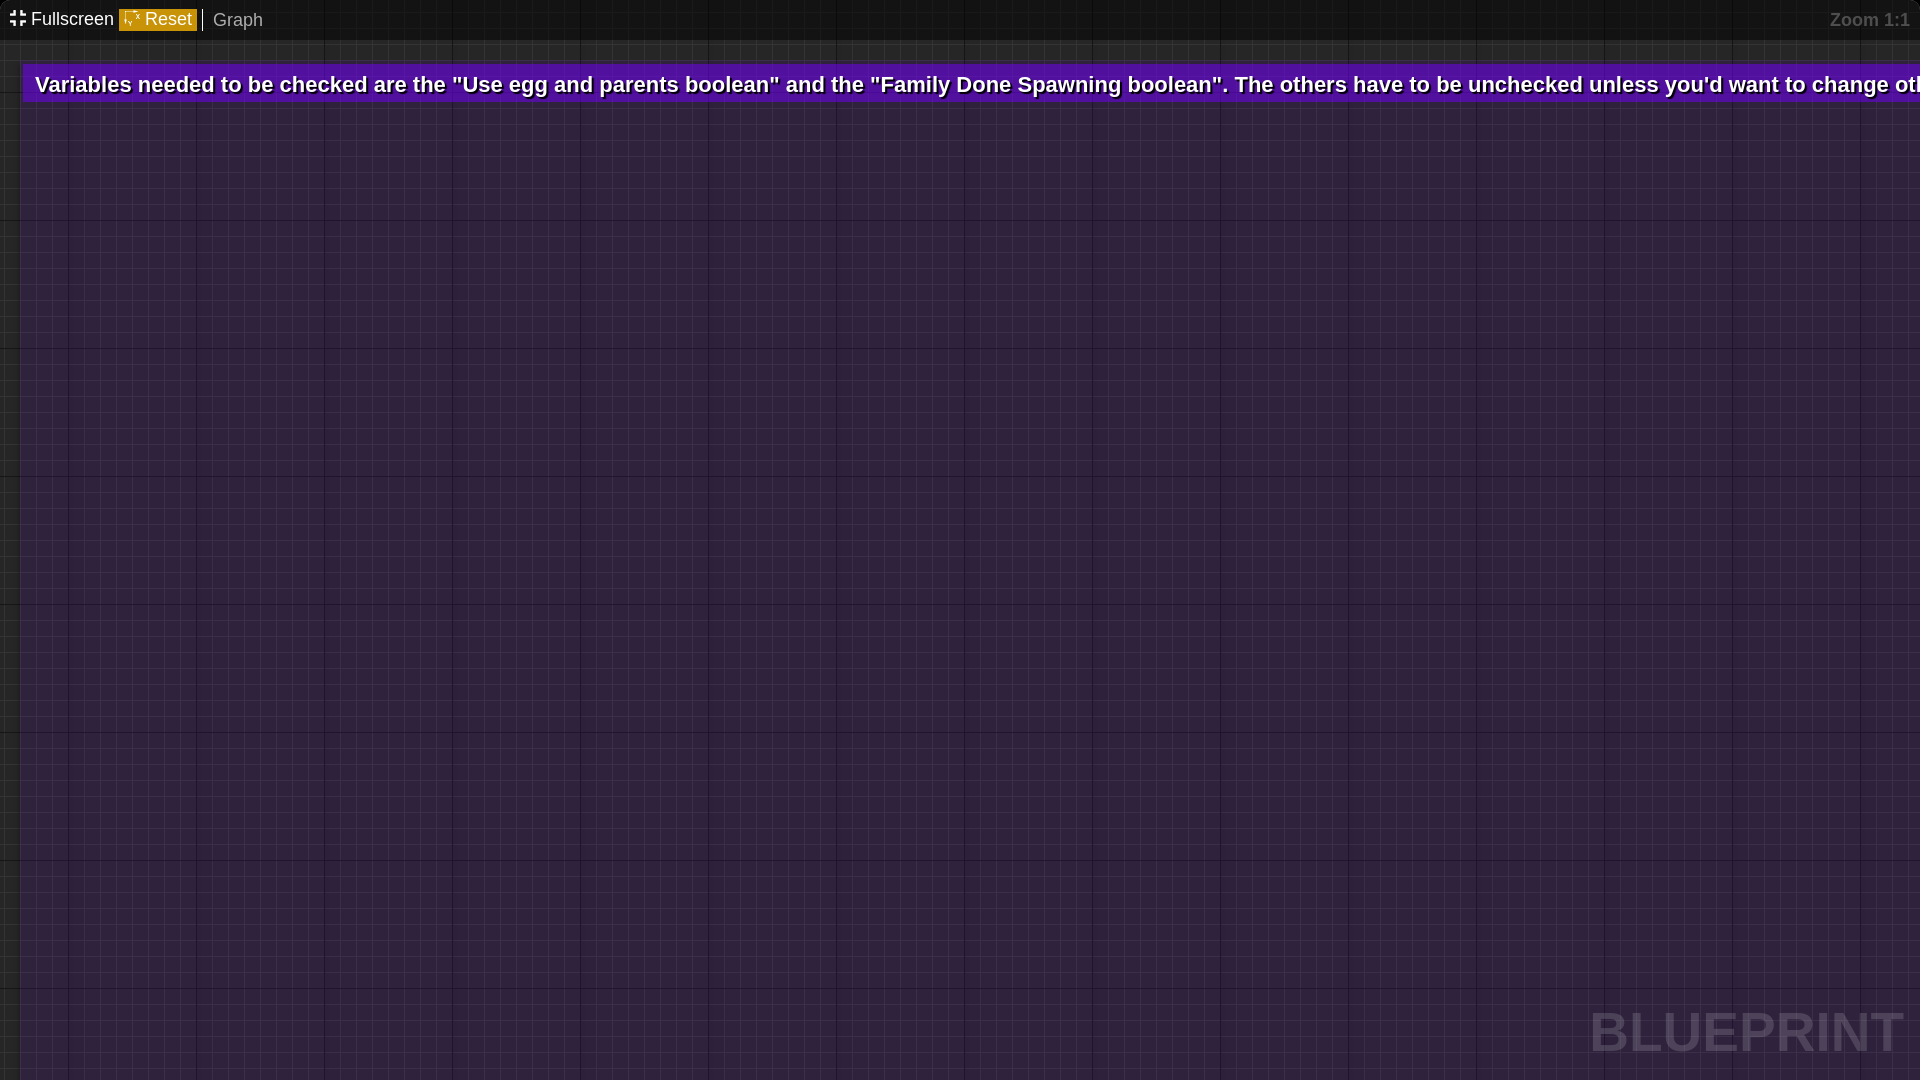 Fullscreen Reset Graph Zoom 1:1
Variables needed to be checked are the "Use egg and parents boolean" and the "Family Done Spawning boolean". The others have to be unchecked unless you'd want to change
BLUEPRINT